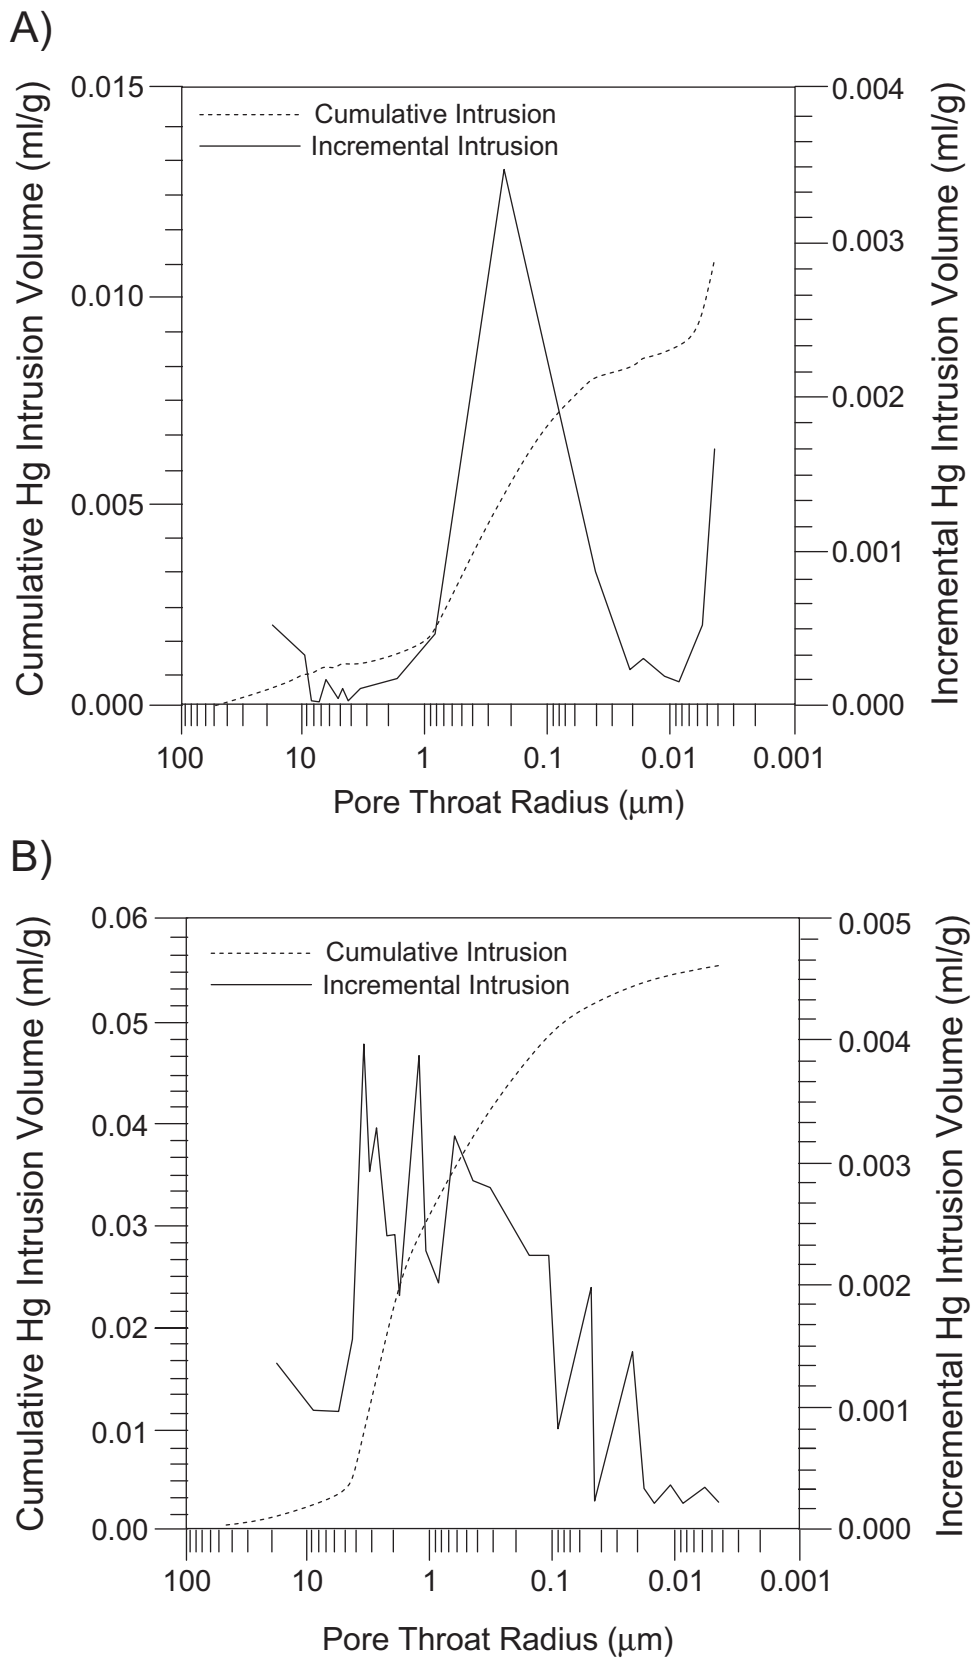 A)
Cumulative Hg Intrusion Volume (ml/g)
0.015
0.010
0.005
0.000
Cumulative Intrusion
Incremental Intrusion
0.004
0.003
0.002
0.001
0.000
Incremental Hg Intrusion Volume (ml/g)
100 10 1 0.1 0.01 0.001
Pore Throat Radius (μm)
B)
Cumulative Hg Intrusion Volume (ml/g)
0.06
0.05
0.04
0.03
0.02
0.01
0.00
Cumulative Intrusion
Incremental Intrusion
0.005
0.004
0.003
0.002
0.001
0.000
Incremental Hg Intrusion Volume (ml/g)
100 10 1 0.1 0.01 0.001
Pore Throat Radius (μm)